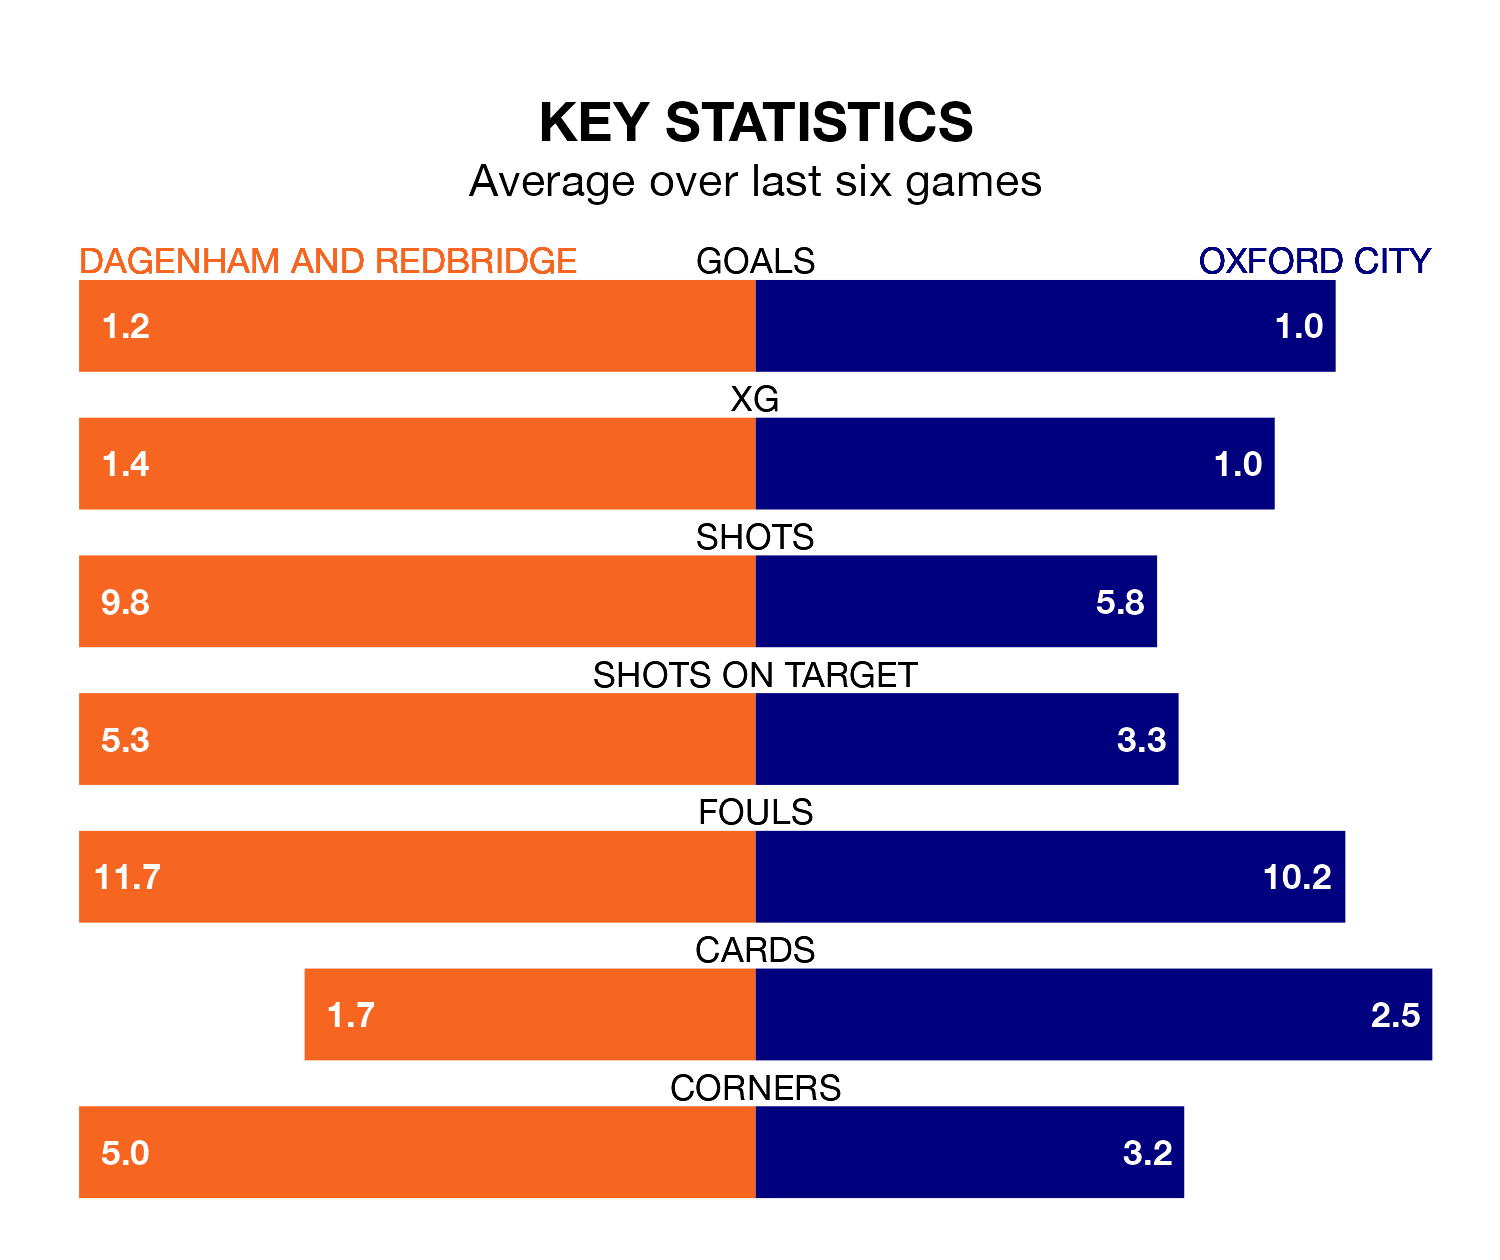 KEY STATISTICS
Average over last six games
DAGENHAM AND REDBRIDGE GOALS OXFORD CITY
1.2 1.0
XG
1.4 1.0
SHOTS
9.8 5.8
SHOTS ON TARGET
5.3 3.3
FOULS
11.7 10.2
CARDS
1.7 2.5
CORNERS
5.0 3.2